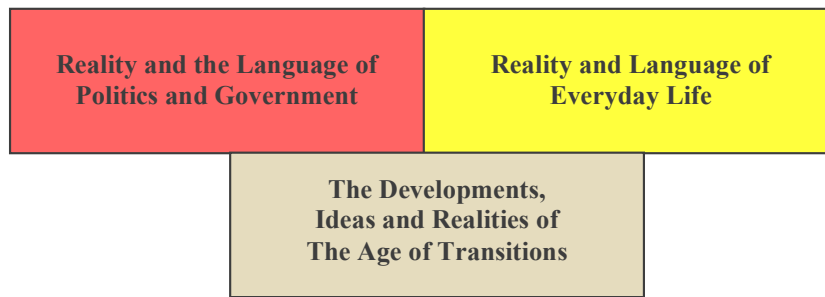 Reality and the Language of
Politics and Government
Reality and Language of
Everyday Life
The Developments,
Ideas and Realities of
The Age of Transitions